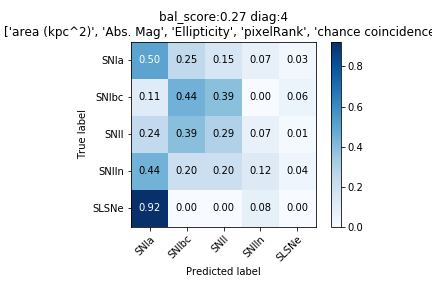 bal_score:0.27 diag:4
['area (kpc^2)', 'Abs. Mag', 'Ellipticity', 'pixelRank', 'chance coincidence
True label
SNIa 0.50 0.25 0.15 0.07 0.03
SNIbc 0.11 0.44 0.39 0.00 0.06
SNII 0.24 0.39 0.29 0.07 0.01
SNIIn 0.44 0.20 0.20 0.12 0.04
SLSNe 0.92 0.00 0.00 0.08 0.00
SNIa SNIbc SNII SNIIn SLSNe
Predicted label
0.8
0.6
0.4
0.2
0.0